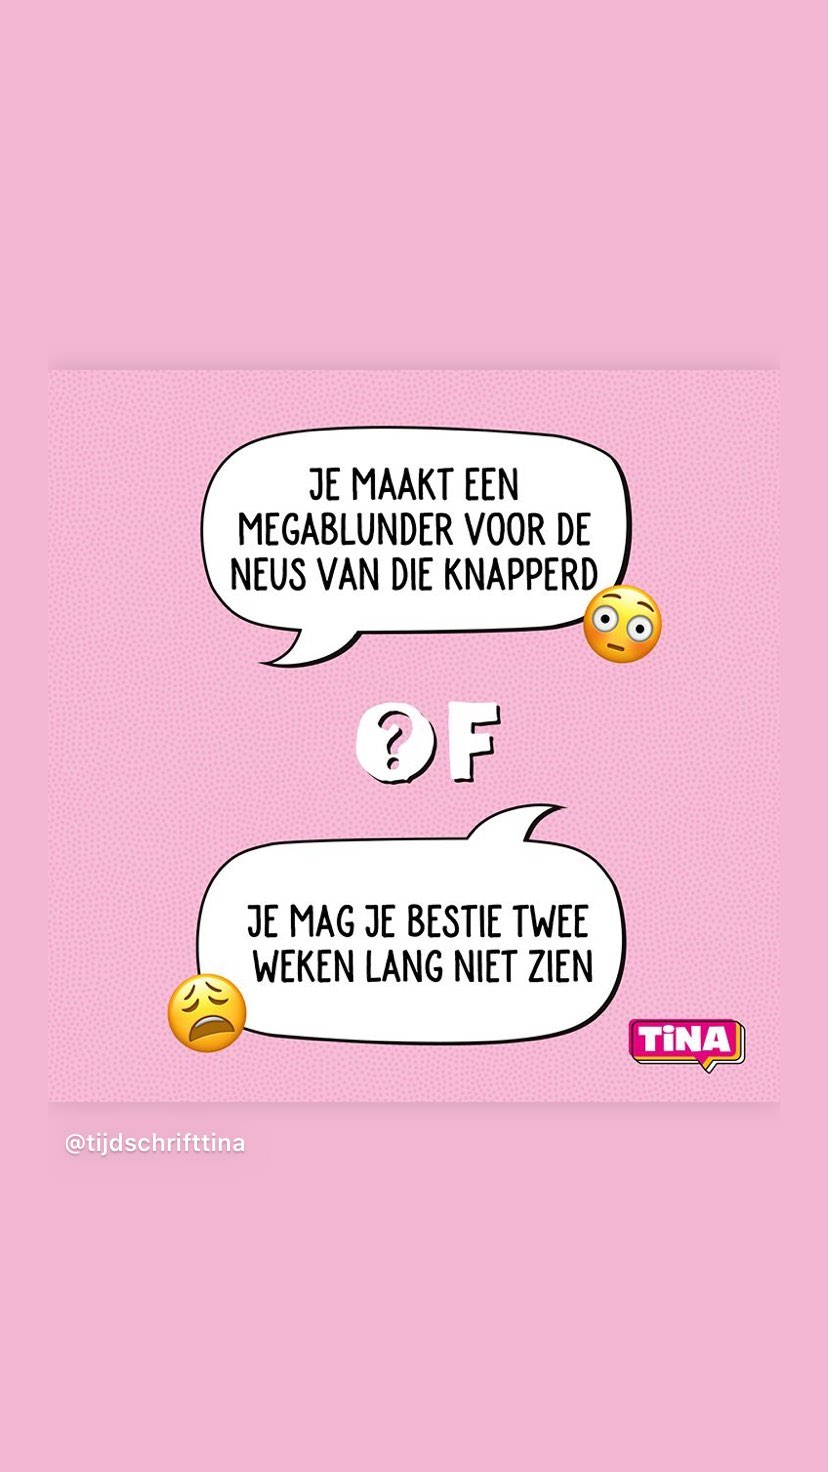 JE MAAKT EEN
MEGABLUNDER VOOR DE
NEUS VAN DIE KNAPPERD
OF
JE MAG JE BESTIE TWEE
WEKEN LANG NIET ZIEN
TiNA
@tijdschrifttina